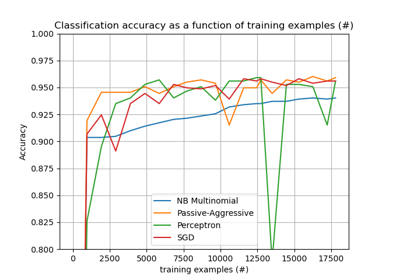 Classification accuracy as a function of training examples (#)
1.000
0.975
0.950
0.925
0.900
0.875
0.850
0.825
0.800
Accuracy
NB Multinomial
Passive-Aggressive
Perceptron
SGD
0 2500 5000 7500 10000 12500 15000 17500
training examples (#)